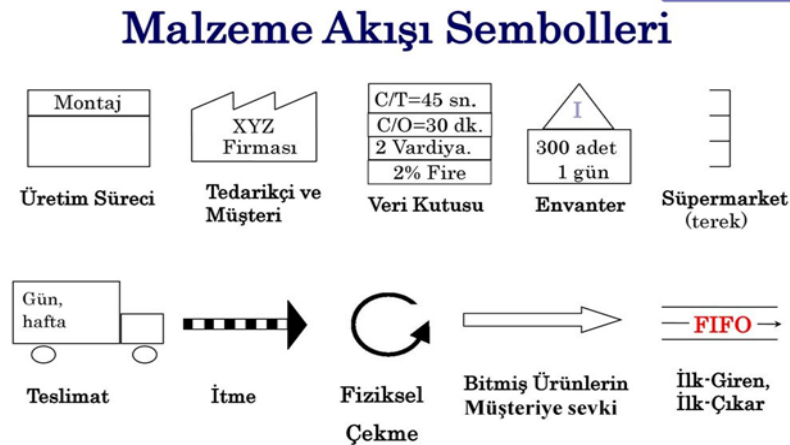 Malzeme Akışı Sembolleri
Montaj
Üretim Süreci
XYZ
Firması
Tedarikçi ve
Müşteri
C/T=45 sn.
C/O=30 dk.
2 Vardiya.
2% Fire
Veri Kutusu
I
300 adet
1 gün
Envanter
Süpermarket
(terek)
Gün,
hafta
Teslimat
İtme
Fiziksel
Çekme
Bitmiş Ürünlerin
Müşteriye sevki
FIFO
İlk-Giren,
İlk-Çıkar